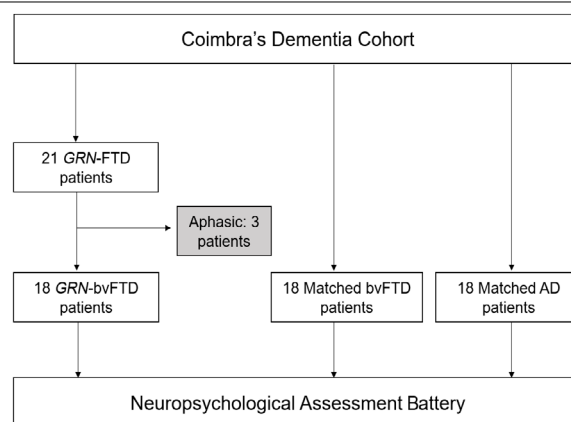 Coimbra's Dementia Cohort
21 GRN-FTD
patients
Aphasic: 3
patients
18 GRN-bvFTD
patients
18 Matched bvFTD
patients
18 Matched AD
patients
Neuropsychological Assessment Battery